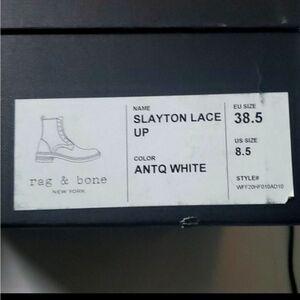 rag & bone
NEW YORK
NAME
SLAYTON LACE
UP
COLOR
ANTQ WHITE
EU SIZE
38.5
US SIZE
8.5
STYLE#
WFF20HF010AD10